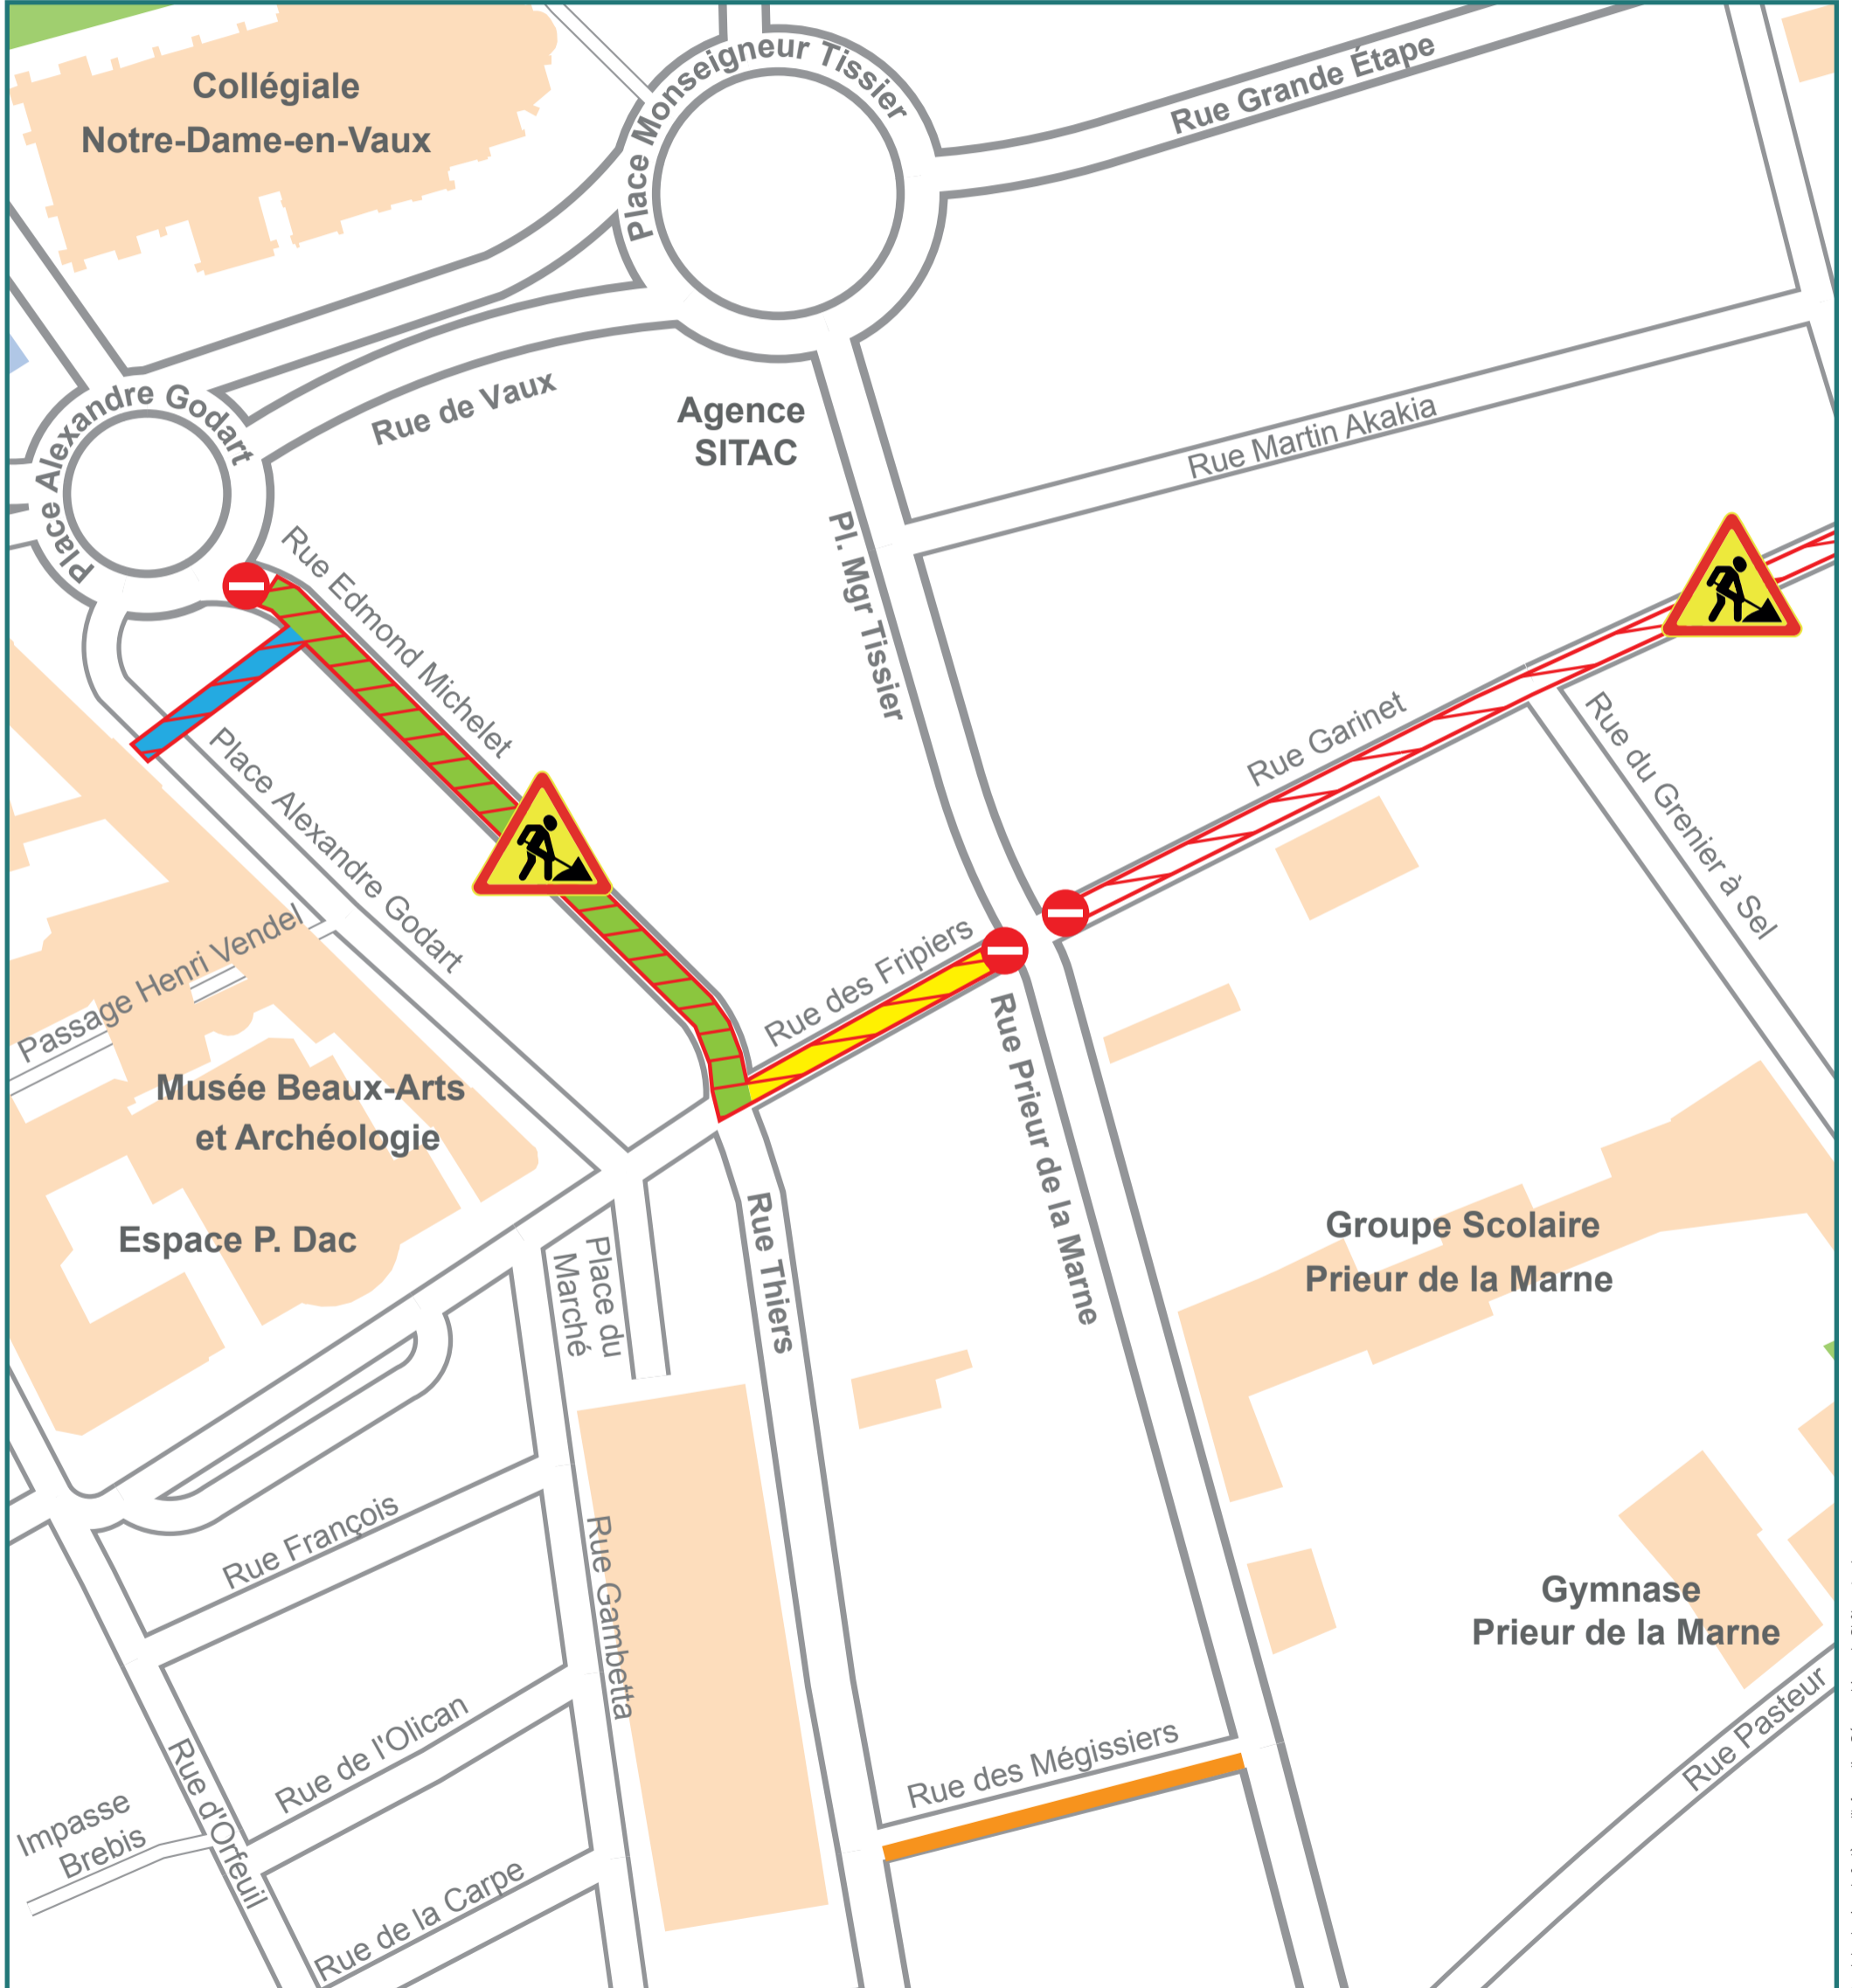 Collégiale
Notre-Dame-en-Vaux
Place Monseigneur Tissier
Rue Grande Étape
Place Alexandre Godart
Rue de Vaux
Agence
SITAC
Rue Martin Akakia
Rue Edmond Michelet
Pl. Mgr Tissier
Place Alexandre Godart
Rue Garinet
Rue du Grenier à Sel
Passage Henri Vendel
Rue des Fripiers
Musée Beaux-Arts
et Archéologie
Rue Prieur de la Marne
Espace P. Dac
Place du
Marché
Rue Thiers
Groupe Scolaire
Prieur de la Marne
Rue François
Rue Gambetta
Gymnase
Prieur de la Marne
Rue de l'Olican
Rue d'Orfeuil
Rue des Mégissiers
Rue Pasteur
Impasse
Brebis
Rue de la Carpe